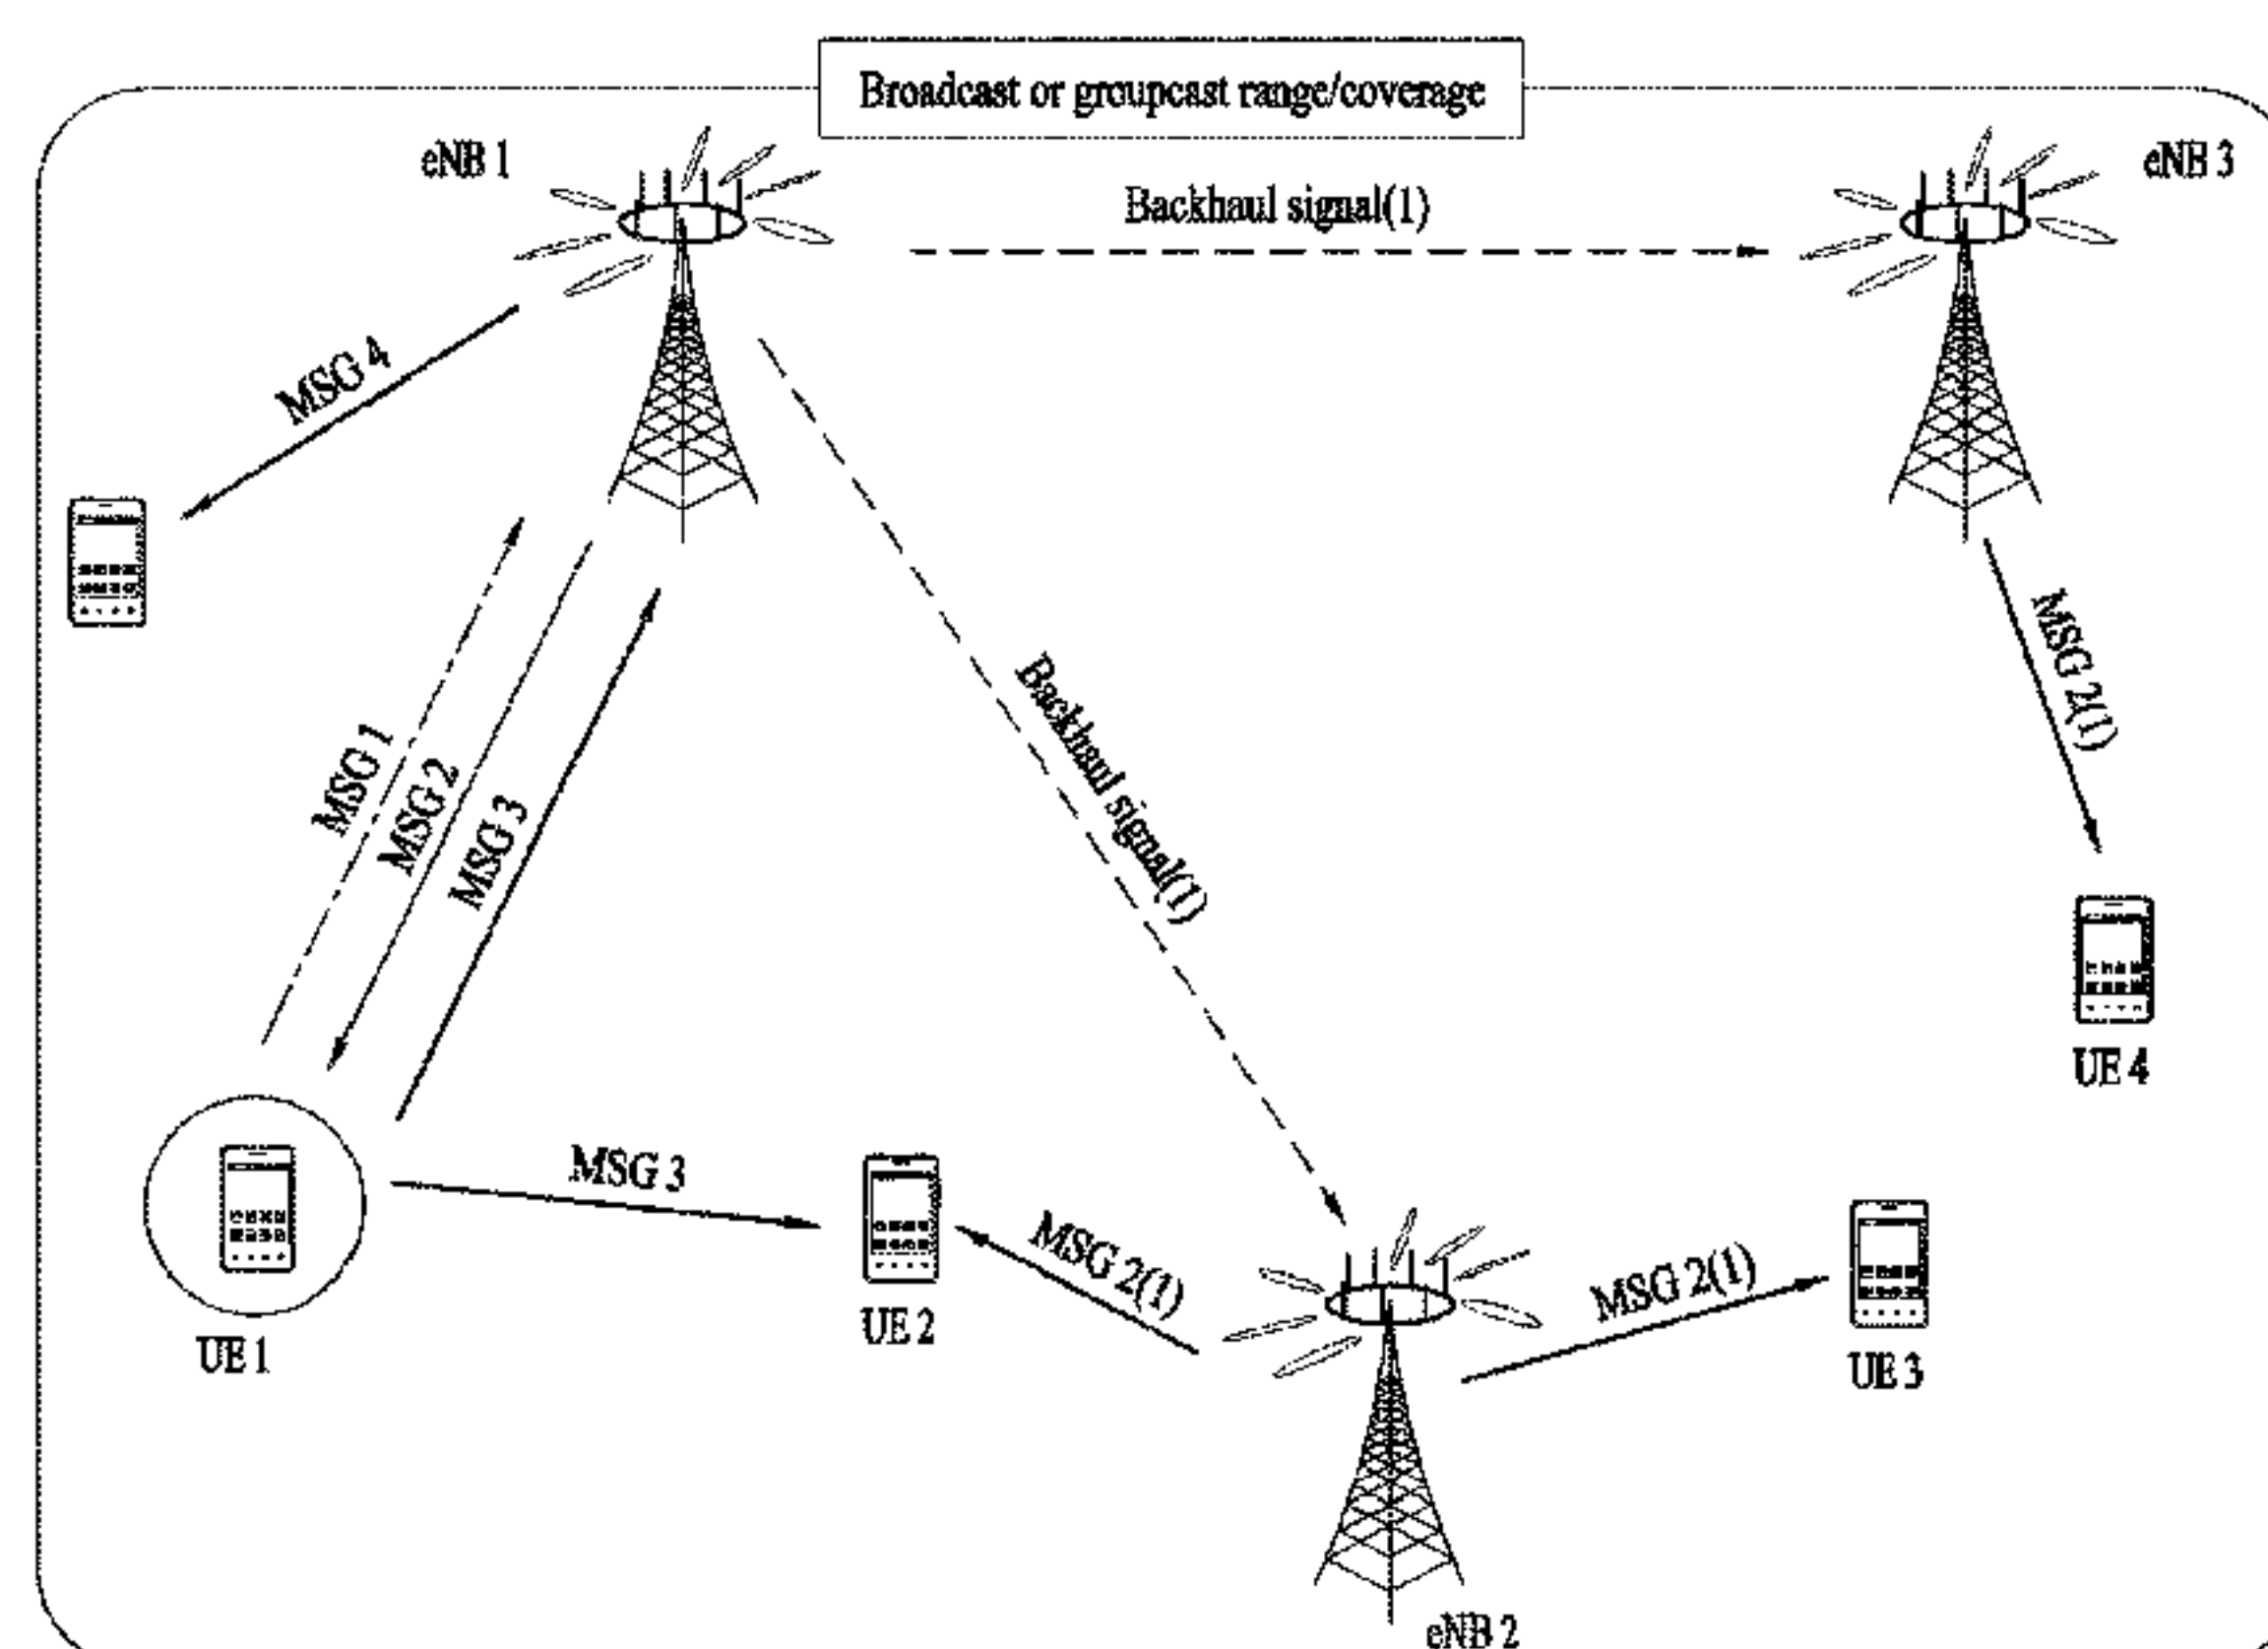 Broadcast or groupcast range/coverage
eNB 1
eNB 3
Backhaul signal(1)
MSG 4
MSG 1
MSG 2
MSG 3
Backhaul signal(1)
MSG 2(1)
UE 4
MSG 3
MSG 2(1)
MSG 2(1)
UE 1
UE 2
UE 3
eNB 2